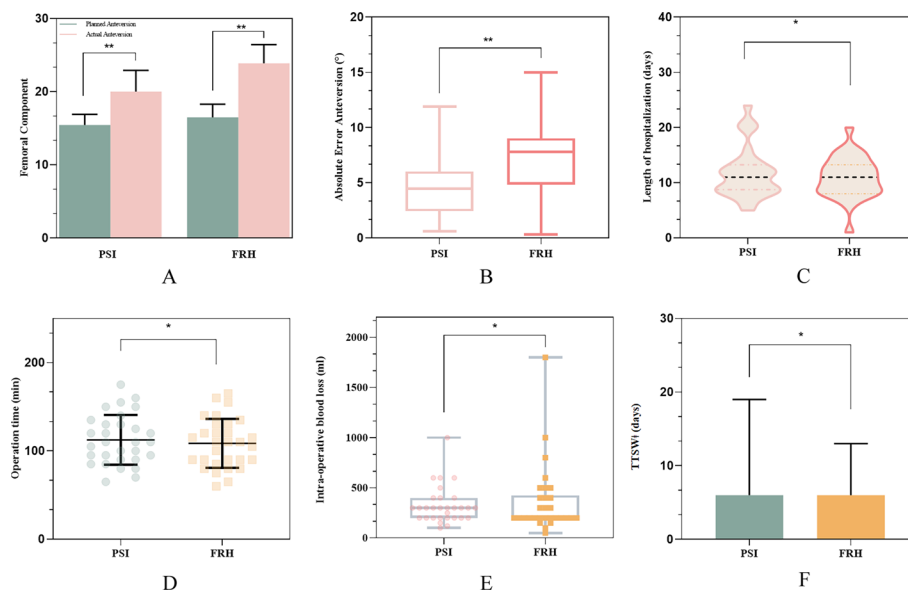 Planned Anteversion
Actual Anteversion
Femoral Component
30
20
10
0
**
**
PSI
FRH
A
Absolute Error Anteversion (°)
20
15
10
5
0
**
PSI
FRH
B
Length of hospitalization (days)
40
30
20
10
0
*
PSI
FRH
C
Operation time (min)
200
100
0
*
PSI
FRH
D
Intra-operative blood loss (ml)
2000
1500
1000
500
300
0
*
PSI
FRH
E
30
20
10
0
*
PSI
FRH
F